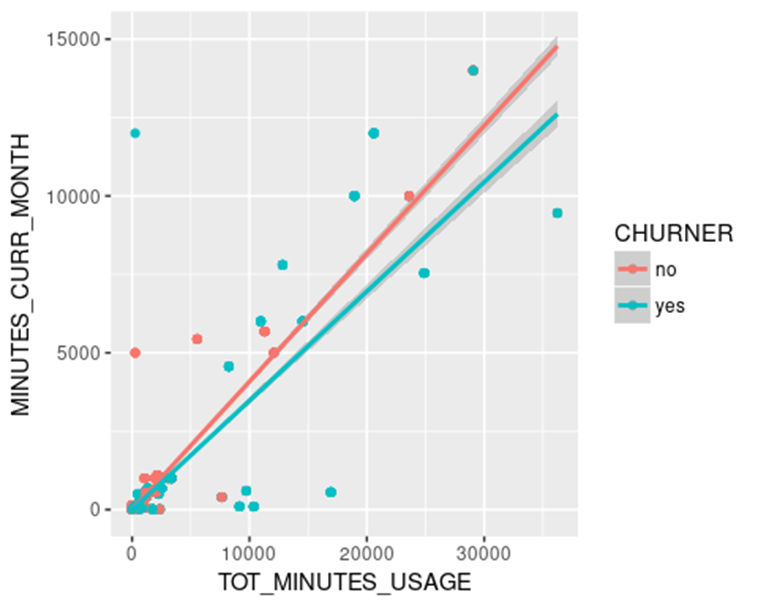 15000
10000
5000
0
MINUTES_CURR_MONTH
0 10000 20000 30000
TOT_MINUTES_USAGE
CHURNER
no
yes